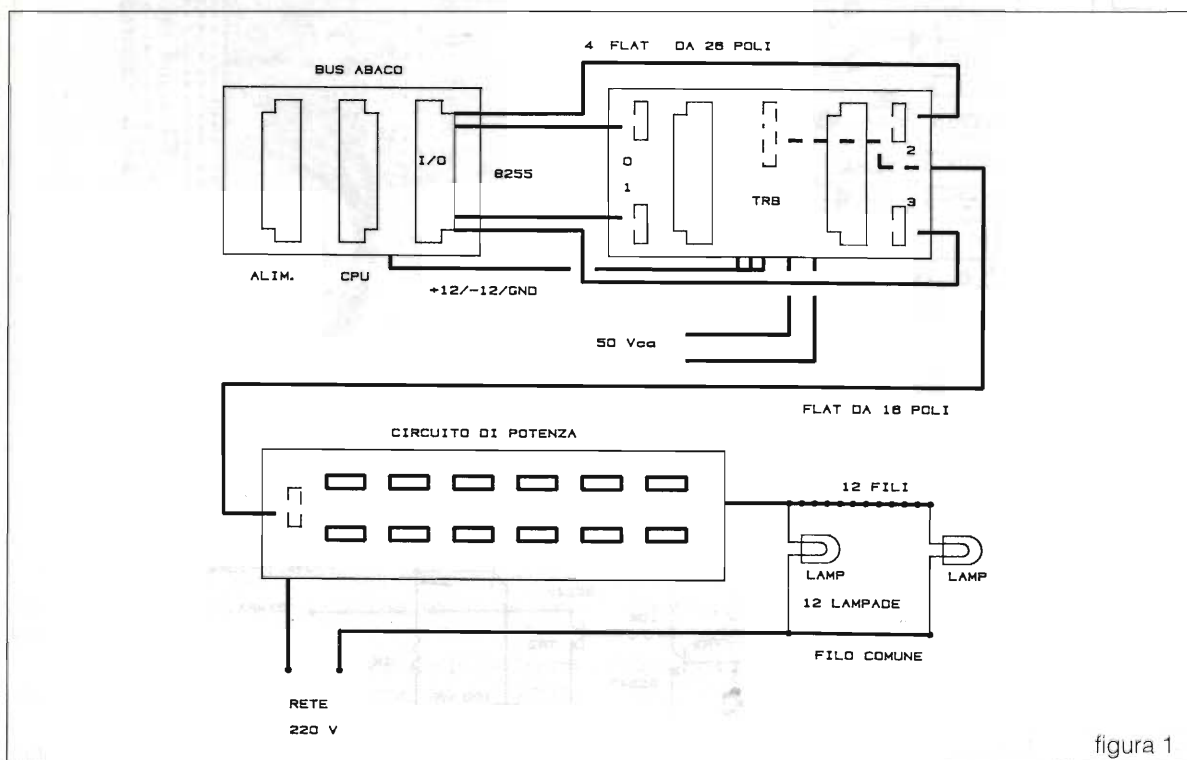 4 FLAT DA 26 POLI
BUS ABACO
I/O
8255
0
1
2
3
TRB
ALIM.
CPU
+12/-12/GND
50 Vca
FLAT DA 16 POLI
CIRCUITO DI POTENZA
12 FILI
LAMP
LAMP
12 LAMPADE
FILO COMUNE
RETE
220 V
figura 1